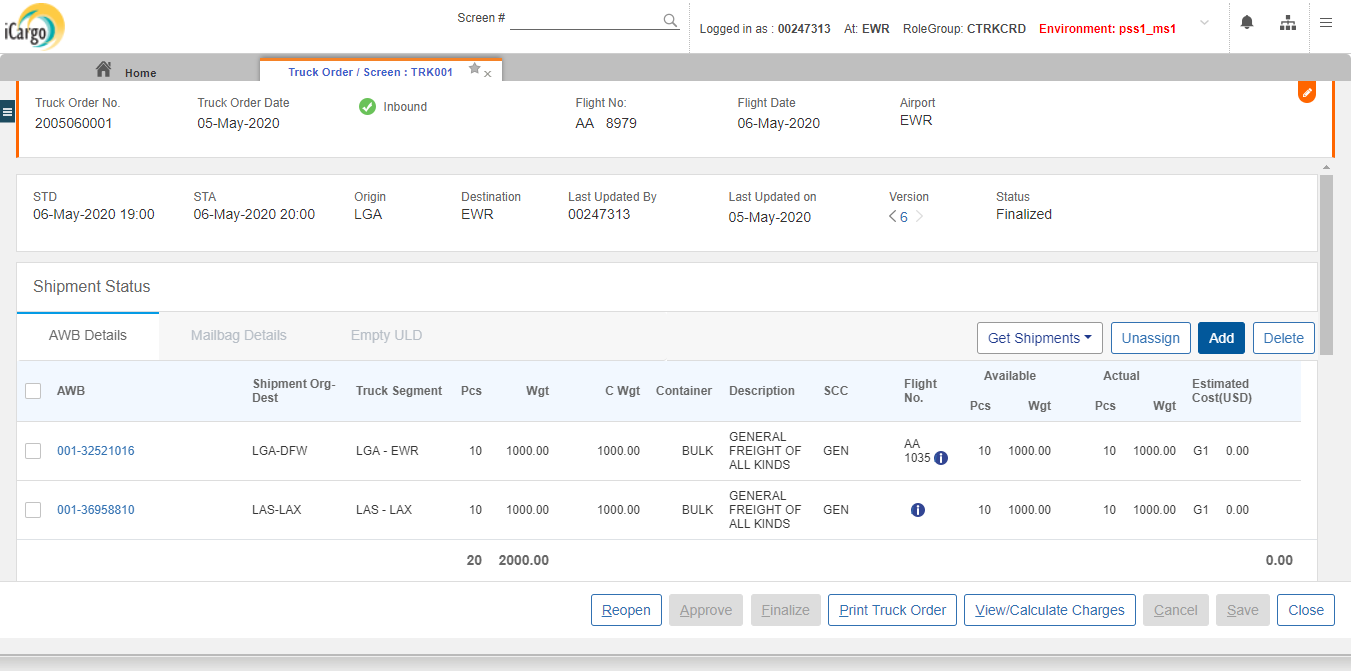 iCargo
Screen #
Logged in as : 00247313 At: EWR RoleGroup: CTRKCRD Environment: pss1_ms1
Home
Truck Order / Screen : TRK001
Truck Order No. Truck Order Date Inbound Flight No: Flight Date Airport
2005060001 05-May-2020 AA 8979 06-May-2020 EWR
STD STA Origin Destination Last Updated By Last Updated on Version Status
06-May-2020 19:00 06-May-2020 20:00 LGA EWR 00247313 05-May-2020 6 Finalized
Shipment Status
AWB Details Mailbag Details Empty ULD Get Shipments Unassign Add Delete
AWB Shipment Org-Dest Truck Segment Pcs Wgt C Wgt Container Description SCC Flight No. Available Pcs Wgt Actual Pcs Wgt Estimated Cost(USD)
001-32521016 LGA-DFW LGA - EWR 10 1000.00 1000.00 BULK GENERAL FREIGHT OF ALL KINDS GEN AA 1035 10 1000.00 10 1000.00 G1 0.00
001-36958810 LAS-LAX LAS - LAX 10 1000.00 1000.00 BULK GENERAL FREIGHT OF ALL KINDS GEN 10 1000.00 10 1000.00 G1 0.00
20 2000.00 0.00
Reopen Approve Finalize Print Truck Order View/Calculate Charges Cancel Save Close